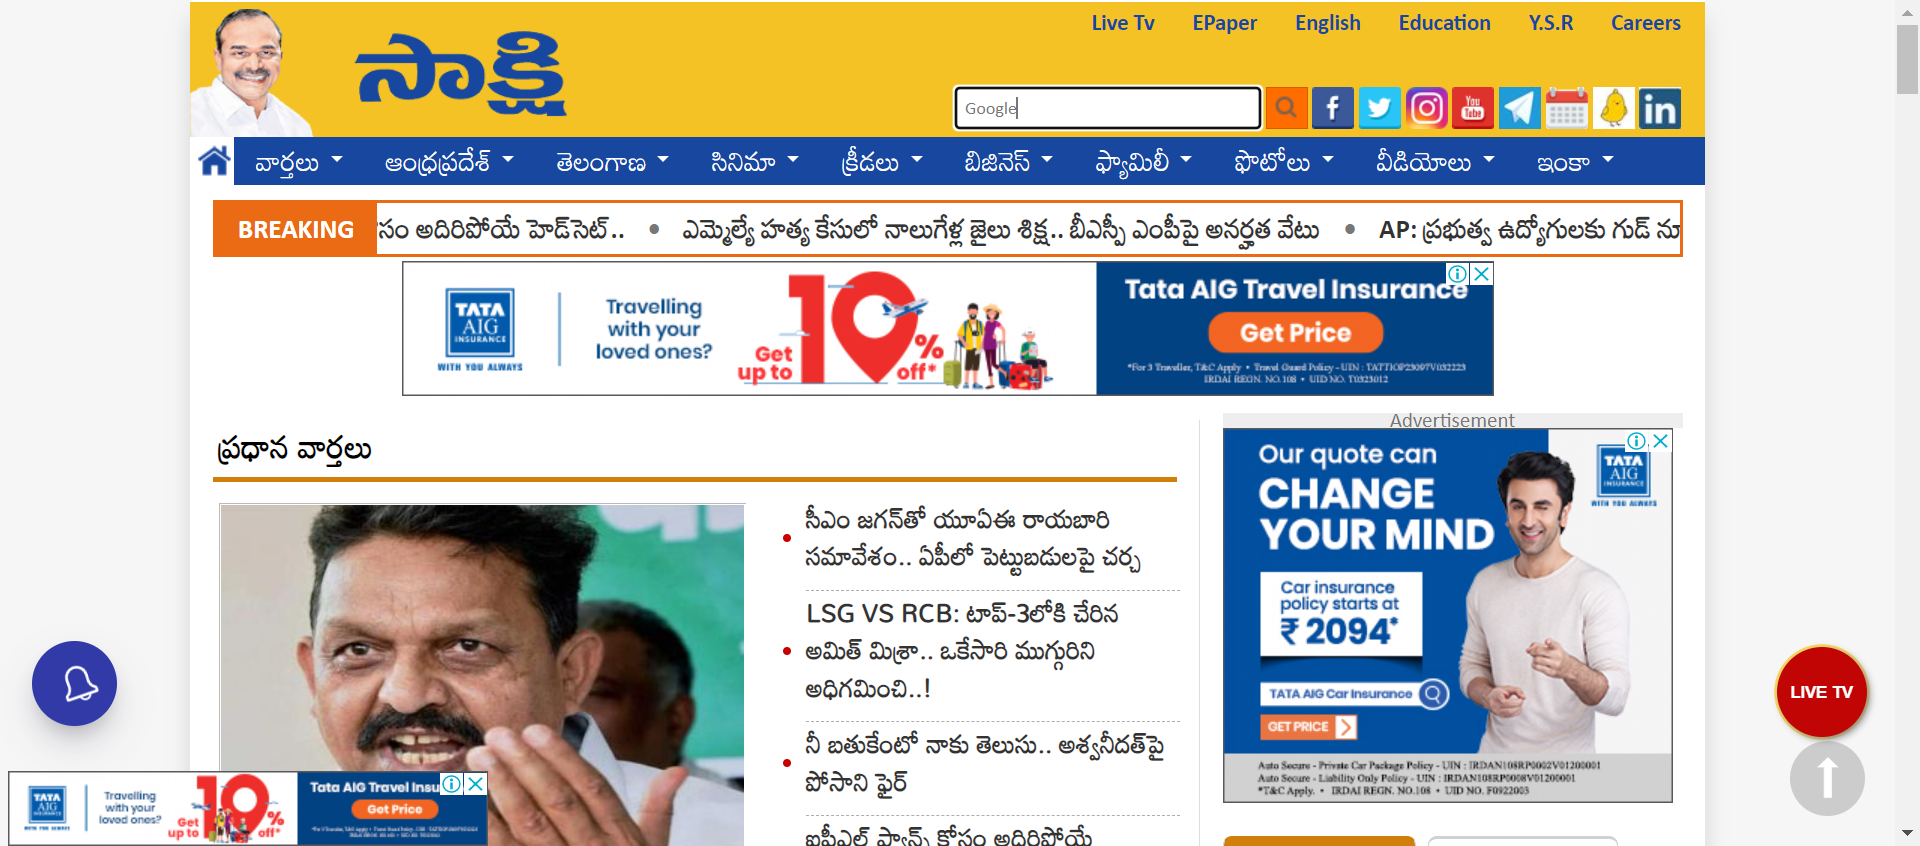 Live Tv EPaper English Education Y.S.R Careers
సాక్షి
Google
వార్తలు ఆంధ్రప్రదేశ్ తెలంగాణ సినిమా క్రీడలు బిజినెస్ ఫ్యామిలీ ఫొటోలు వీడియోలు ఇంకా
BREAKING
సం అదిరిపోయే హెడ్‌సెట్‌.. • ఎమ్మెల్యే హత్య కేసులో నాలుగేళ్ల జైలు శిక్ష.. బీఎస్పీ ఎంపీపై అనర్హత వేటు • AP: ప్రభుత్వ ఉద్యోగులకు గుడ్
TATA
AIG
INSURANCE
WITH YOU ALWAYS
Travelling
with your
loved ones?
Get
up to
10%
off*
Tata AIG Travel Insurance
Get Price
*For 3 Traveller, T&C Apply • Travel Guard Policy - UIN : TATTIOP23097V032223
IRDAI REGN. NO.108 • UID NO. T0323012
ప్రధాన వార్తలు
సీఎం జగన్‌తో యూఏఈ రాయబారి
సమావేశం.. ఏపీలో పెట్టుబడులపై చర్చ
LSG VS RCB: టాప్‌-3లోకి చేరిన
అమిత్‌ మిశ్రా.. ఒకేసారి ముగ్గురిని
అధిగమించి..!
నీ బతుకేంటో నాకు తెలుసు.. అశ్వనీదత్‌పై
పోసాని ఫైర్‌
ఐపీఎల్ ఫ్యాన్స్ కోసం అదిరిపోయే
Advertisement
Our quote can
CHANGE
YOUR MIND
TATA
AIG
INSURANCE
WITH YOU ALWAYS
Car insurance
policy starts at
₹ 2094*
TATA AIG Car Insurance
GET PRICE
Auto Secure - Private Car Package Policy - UIN : IRDAN108RP0002V01200001
Auto Secure - Liability Only Policy - UIN : IRDAN108RP0008V01200001
*T&C Apply. • IRDAI REGN. NO.108 • UID NO. F0922003
LIVE TV
TATA
AIG
Travelling
with your
loved ones?
Get
up to
10%
off*
Tata AIG Travel Insu
Get Price